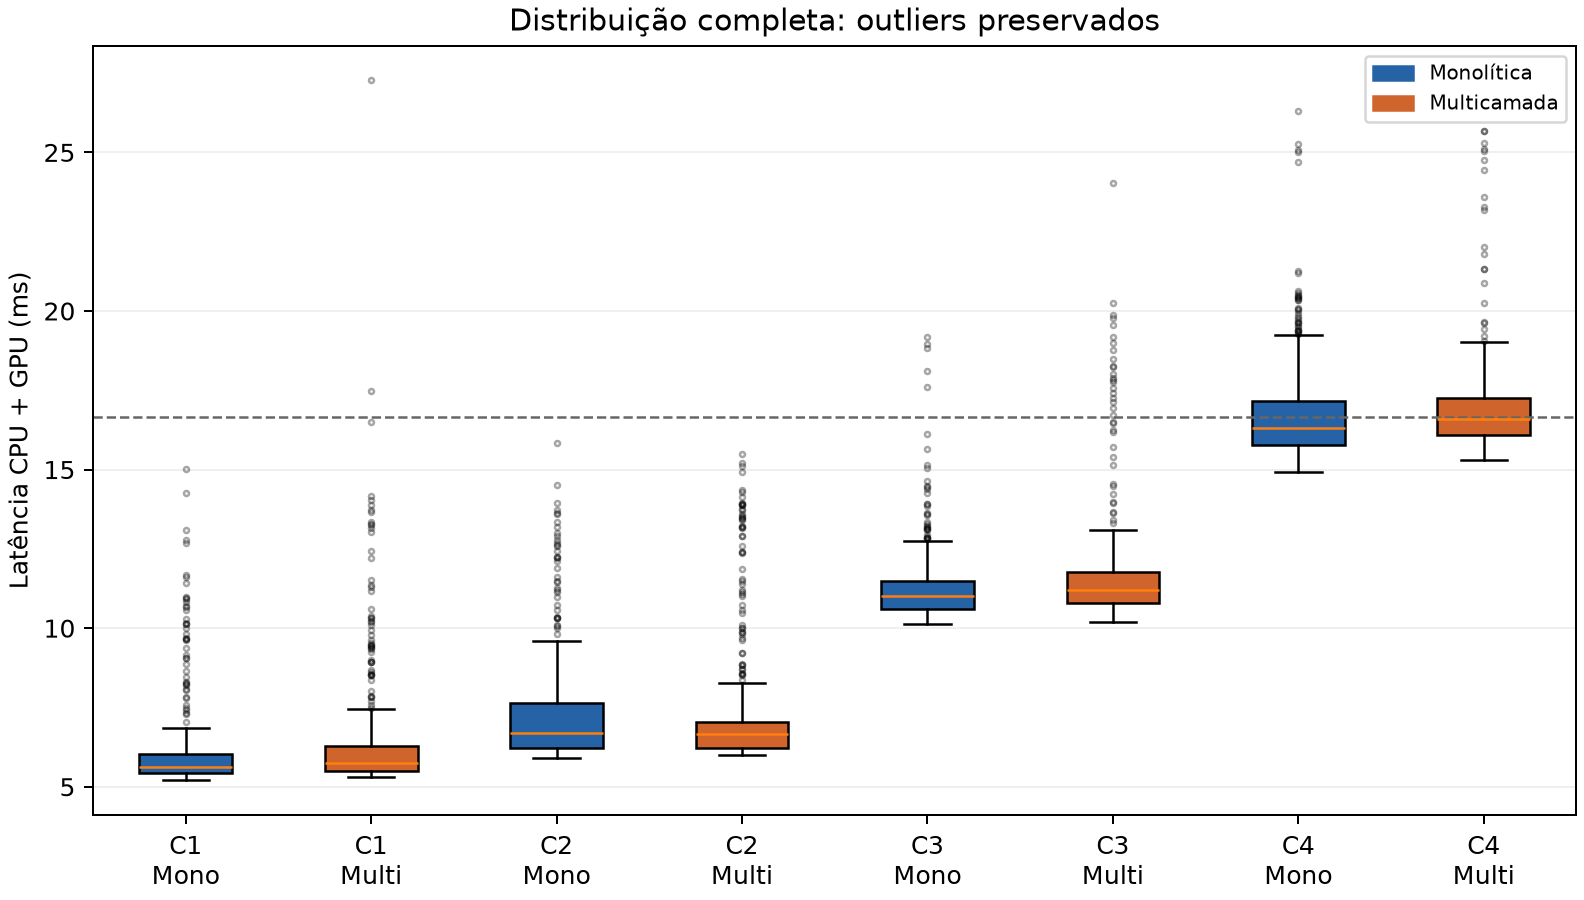 Distribuição completa: outliers preservados
Monolítica
Multicamada
Latência CPU + GPU (ms)
25
20
15
10
5
C1
Mono
C1
Multi
C2
Mono
C2
Multi
C3
Mono
C3
Multi
C4
Mono
C4
Multi